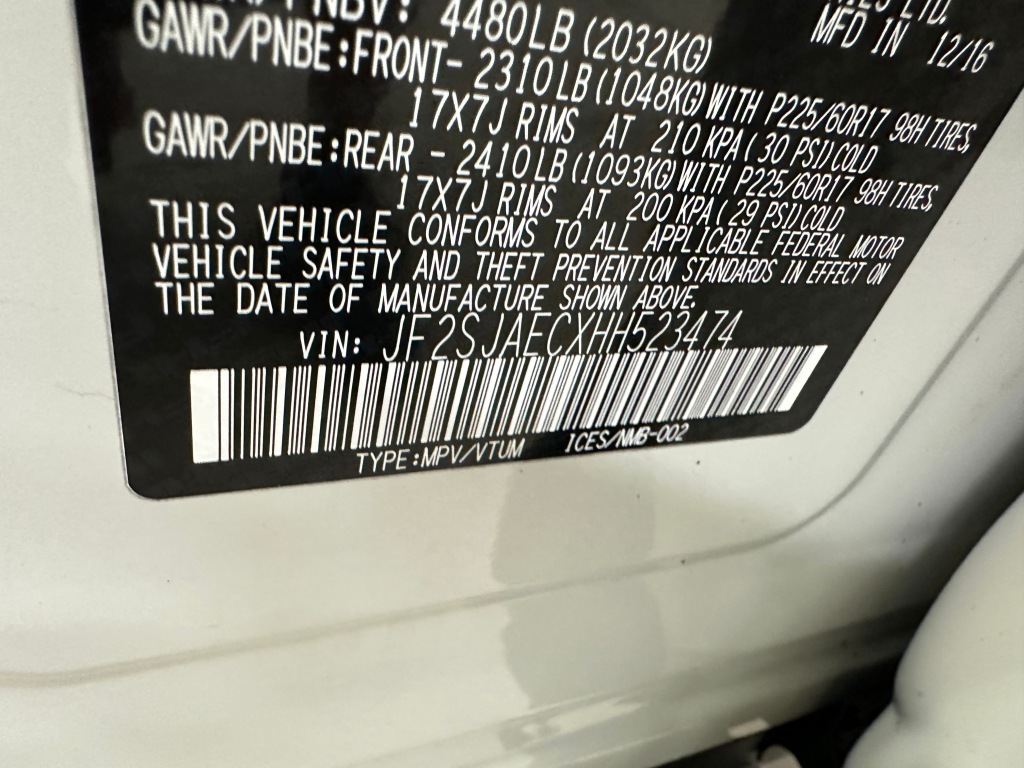 LTD.
MFD IN 12/16
PNBV: 4480LB (2032KG)
GAWR/PNBE:FRONT- 2310LB(1048KG)WITH P225/60R17 98H TIRES,
17X7J RIMS AT 210 KPA( 30 PSI)COLD
GAWR/PNBE:REAR - 2410LB(1093KG)WITH P225/60R17 98H TIRES,
17X7J RIMS AT 200 KPA( 29 PSI)COLD
THIS VEHICLE CONFORMS TO ALL APPLICABLE FEDERAL MOTOR
VEHICLE SAFETY AND THEFT PREVENTION STANDARDS IN EFFECT ON
THE DATE OF MANUFACTURE SHOWN ABOVE.
VIN: JF2SJAECXHH523474
TYPE:MPV/VTUM ICES/NMB-002